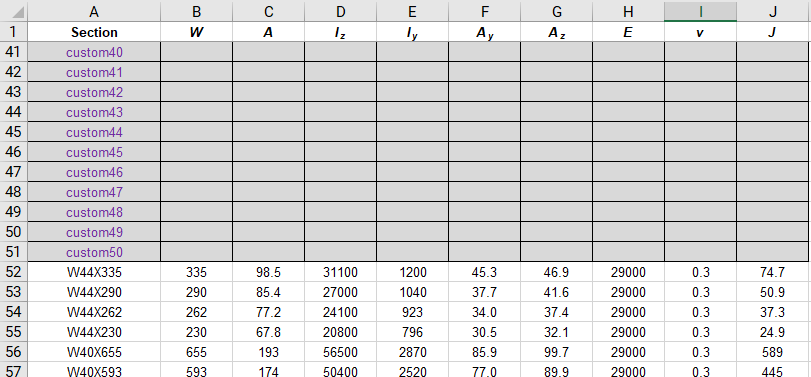 A B C D E F G H I J
1 Section W A Iz Iy Ay Az E v J
41 custom40
42 custom41
43 custom42
44 custom43
45 custom44
46 custom45
47 custom46
48 custom47
49 custom48
50 custom49
51 custom50
52 W44X335 335 98.5 31100 1200 45.3 46.9 29000 0.3 74.7
53 W44X290 290 85.4 27000 1040 37.7 41.6 29000 0.3 50.9
54 W44X262 262 77.2 24100 923 34.0 37.4 29000 0.3 37.3
55 W44X230 230 67.8 20800 796 30.5 32.1 29000 0.3 24.9
56 W40X655 655 193 56500 2870 85.9 99.7 29000 0.3 589
57 W40X593 593 174 50400 2520 77.0 89.9 29000 0.3 445